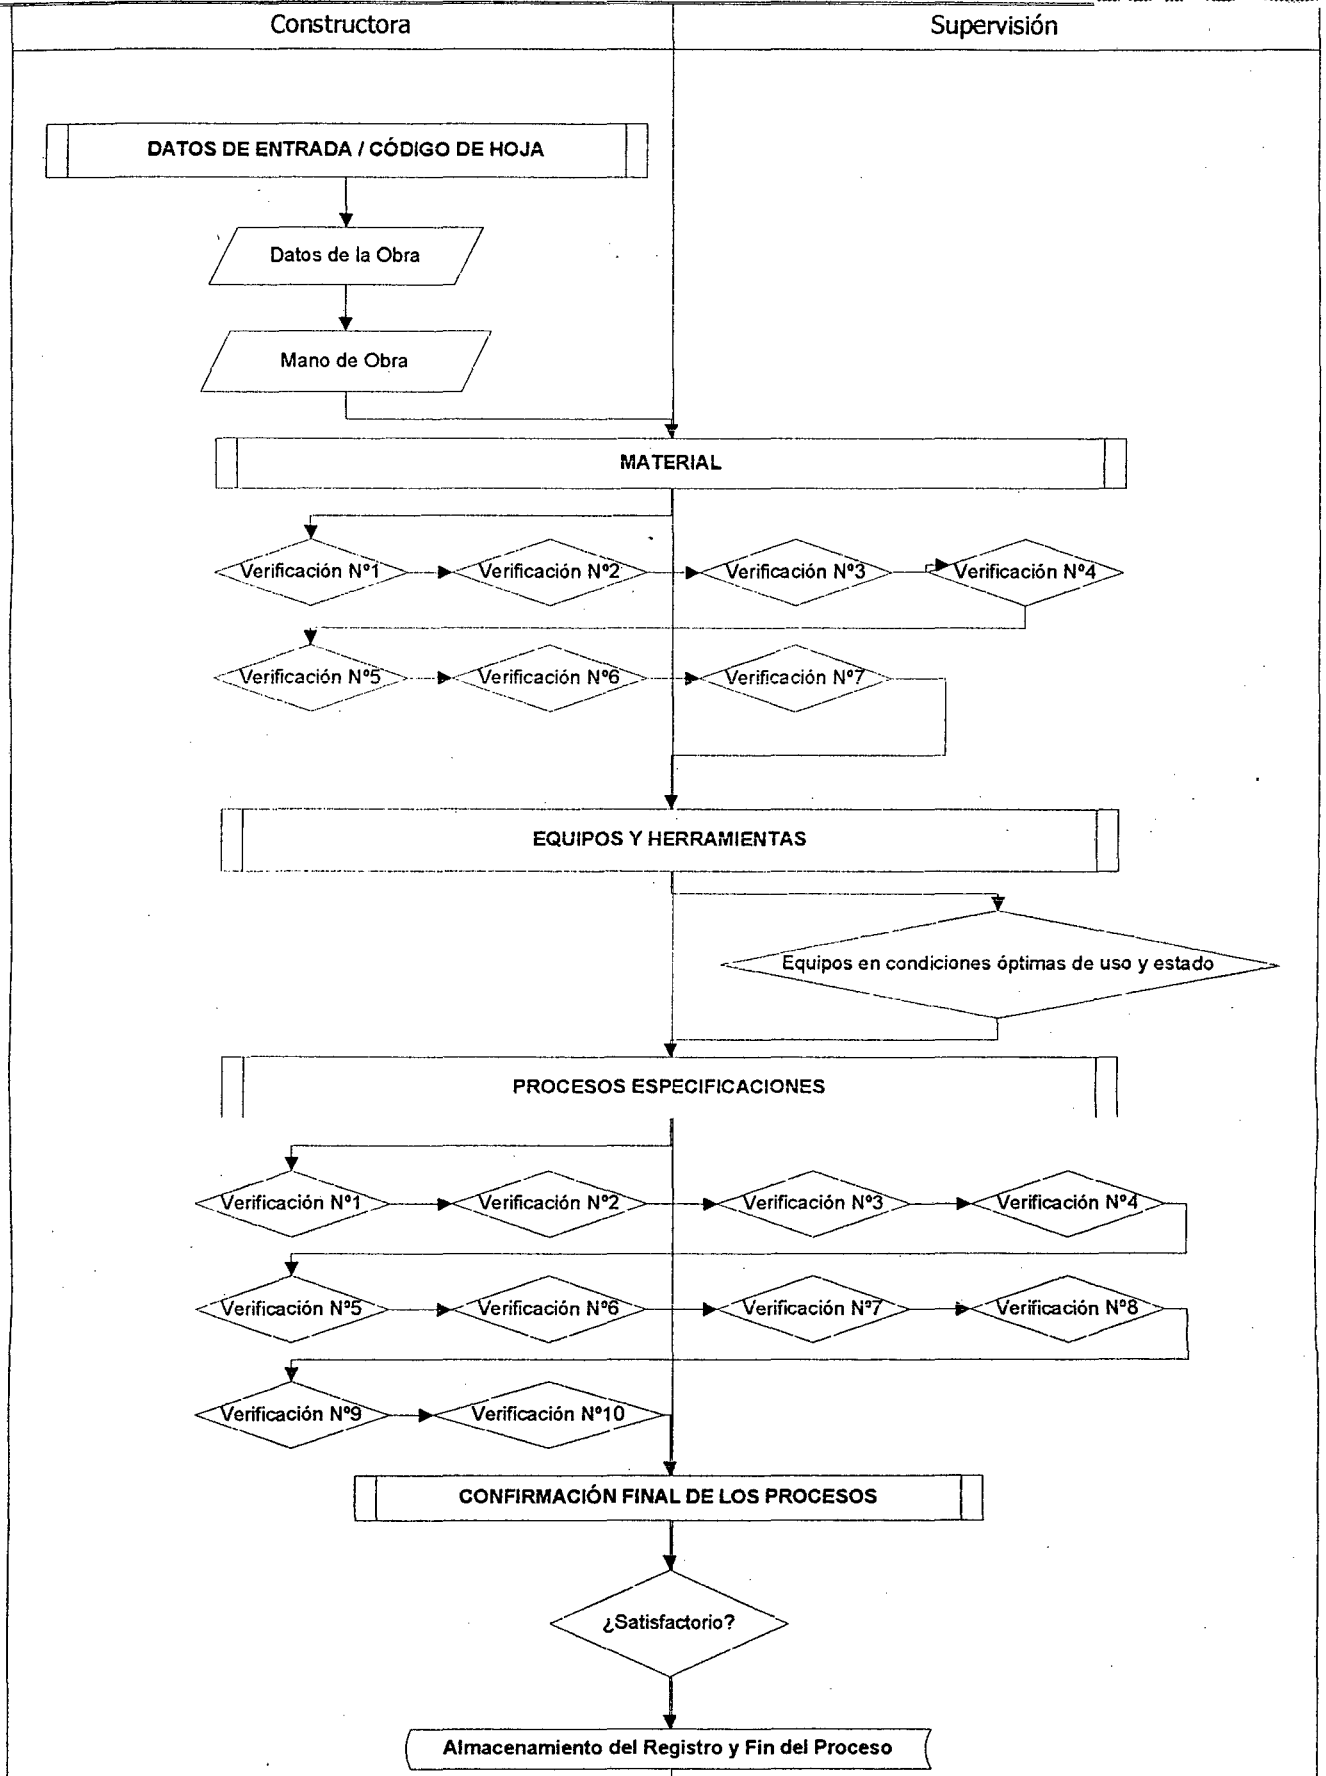 Constructora
Supervisión
DATOS DE ENTRADA / CÓDIGO DE HOJA
Datos de la Obra
Mano de Obra
MATERIAL
Verificación Nº1
Verificación Nº2
Verificación Nº3
Verificación Nº4
Verificación Nº5
Verificación Nº6
Verificación Nº7
EQUIPOS Y HERRAMIENTAS
Equipos en condiciones óptimas de uso y estado
PROCESOS ESPECIFICACIONES
Verificación Nº1
Verificación Nº2
Verificación Nº3
Verificación Nº4
Verificación Nº5
Verificación Nº6
Verificación Nº7
Verificación Nº8
Verificación Nº9
Verificación Nº10
CONFIRMACIÓN FINAL DE LOS PROCESOS
¿Satisfactorio?
Almacenamiento del Registro y Fin del Proceso